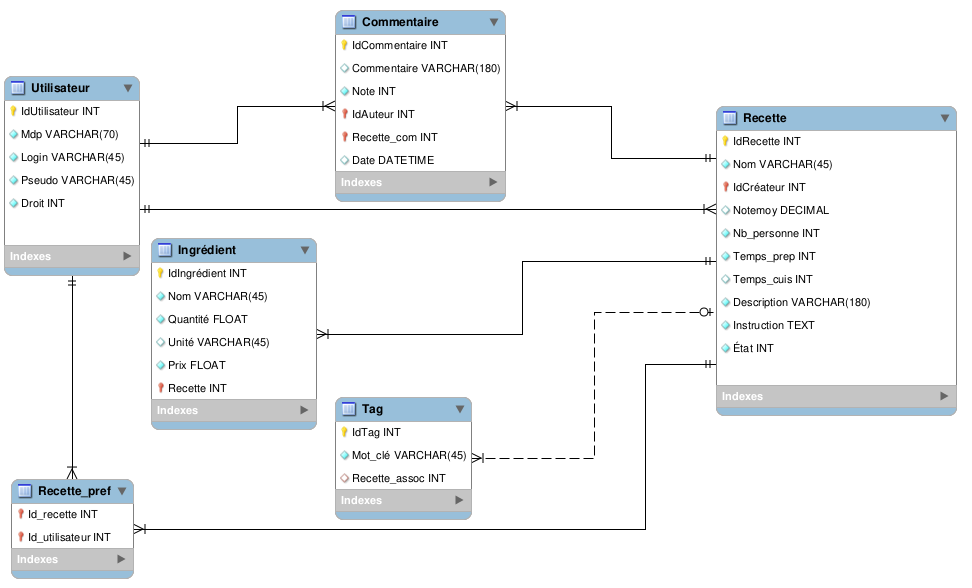 Commentaire
IdCommentaire INT
Commentaire VARCHAR(180)
Note INT
IdAuteur INT
Recette_com INT
Date DATETIME
Indexes
Utilisateur
IdUtilisateur INT
Mdp VARCHAR(70)
Login VARCHAR(45)
Pseudo VARCHAR(45)
Droit INT
Indexes
Recette
IdRecette INT
Nom VARCHAR(45)
IdCréateur INT
Notemoy DECIMAL
Nb_personne INT
Temps_prep INT
Temps_cuis INT
Description VARCHAR(180)
Instruction TEXT
État INT
Indexes
Ingrédient
IdIngrédient INT
Nom VARCHAR(45)
Quantité FLOAT
Unité VARCHAR(45)
Prix FLOAT
Recette INT
Indexes
Tag
IdTag INT
Mot_clé VARCHAR(45)
Recette_assoc INT
Indexes
Recette_pref
Id_recette INT
Id_utilisateur INT
Indexes